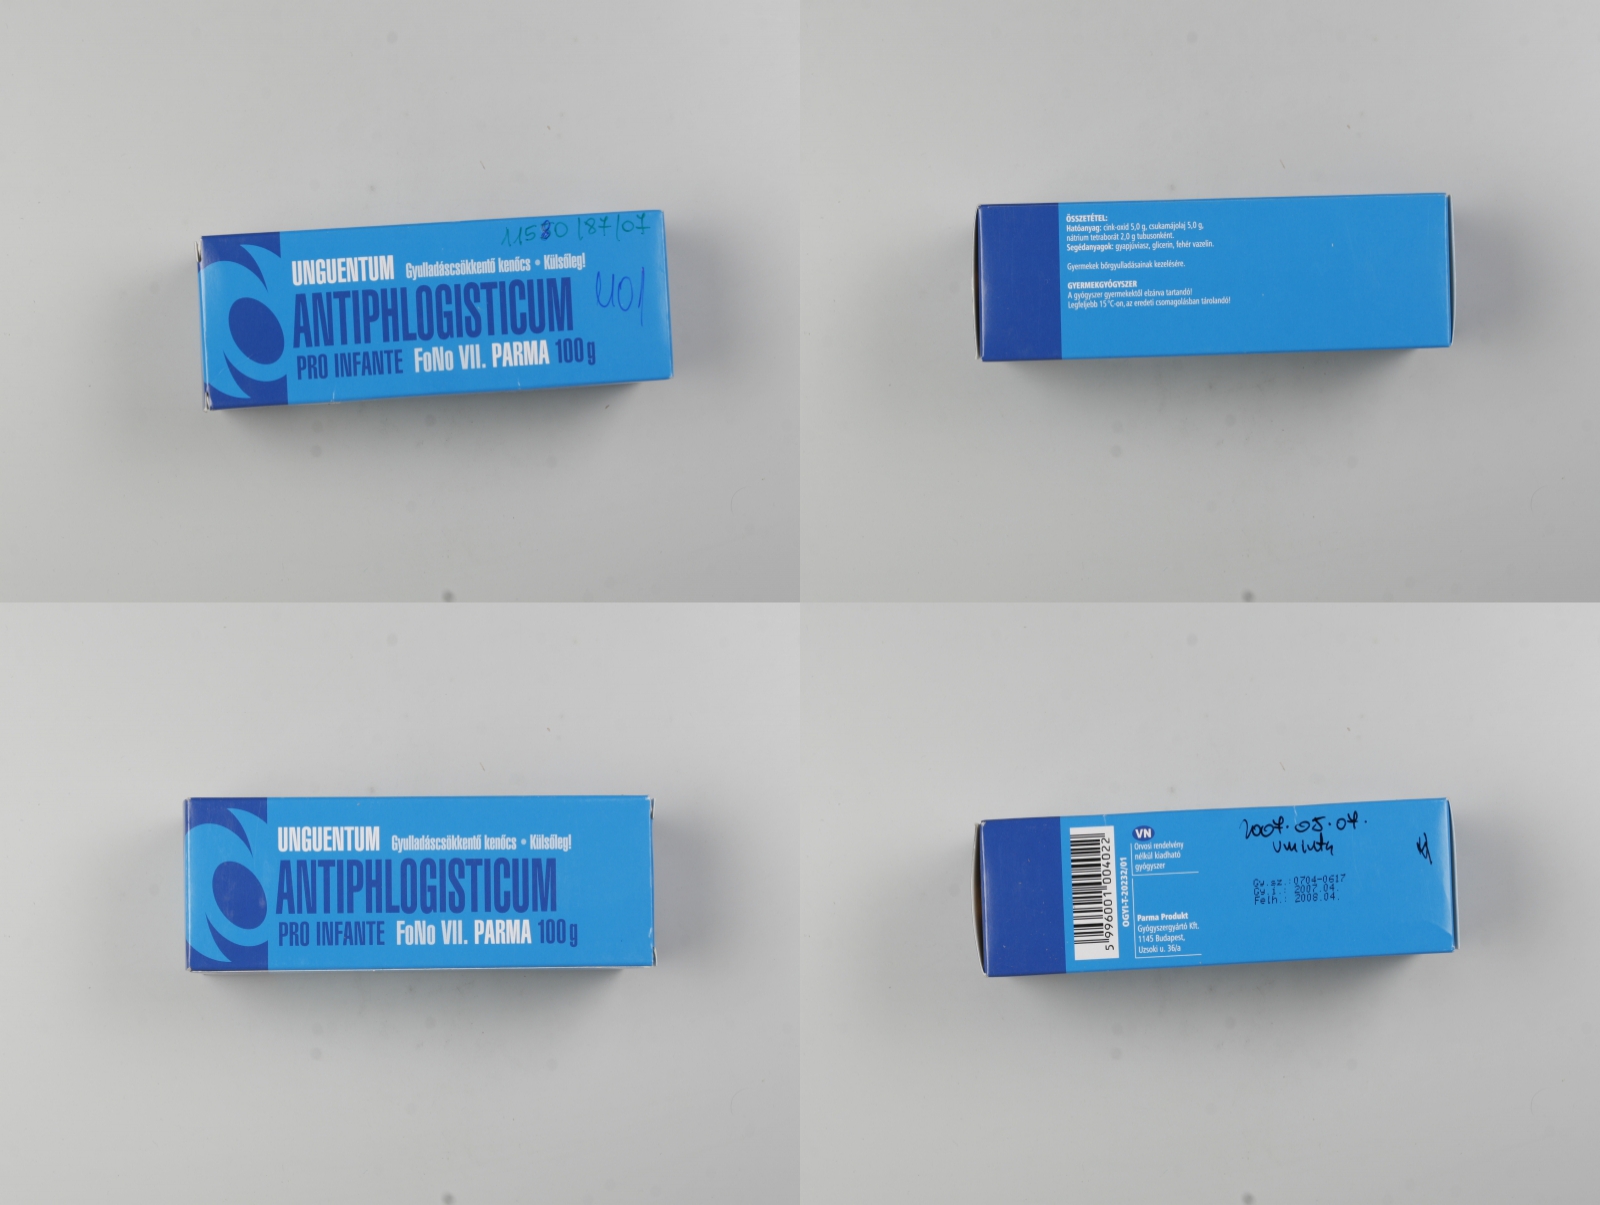 11580/87/07
UNGUENTUM Gyulladáscsökkentő kenőcs • Külsőleg!
ANTIPHLOGISTICUM
PRO INFANTE FoNo VII. PARMA 100 g
ÖSSZETÉTEL:
Hatóanyag: cink-oxid 5,0 g, csukamájolaj 5,0 g,
nátrium tetraborát 2,0 g tubusonként.
Segédanyagok: gyapjúviasz, glicerin, fehér vazelin.
Gyermekek bőrgyulladásainak kezelésére.
GYERMEKGYÓGYSZER
A gyógyszer gyermekektől elzárva tartandó!
Legfeljebb 15 °C-on, az eredeti csomagolásban tárolandó!
UNGUENTUM Gyulladáscsökkentő kenőcs • Külsőleg!
ANTIPHLOGISTICUM
PRO INFANTE FoNo VII. PARMA 100 g
5 996001 004022
OGYI-T-20232/01
VN
Orvosi rendelvény
nélkül kiadható
gyógyszer
Parma Produkt
Gyógyszergyártó Kft.
1145 Budapest,
Uzsoki u. 36/a
2007.05.07.
Gy.sz.:0704-0617
Gy.i.: 2007.04.
Felh.: 2008.04.